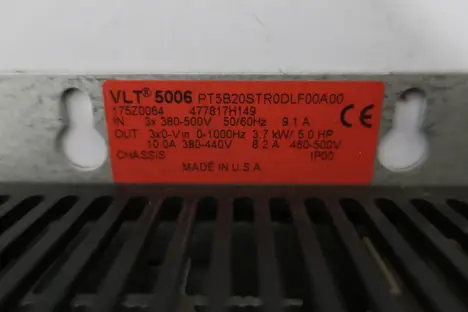 VLT® 5006 PT5B20STR0DLF00A00
175Z0064 477817H149
IN 3x 380-500V 50/60Hz 9.1 A
OUT 3x0-Vin 0-1000Hz 3.7 kW/ 5.0 HP
10.0A 380-440V 8.2 A 460-500V
CHASSIS IP00
MADE IN U.S.A
CE